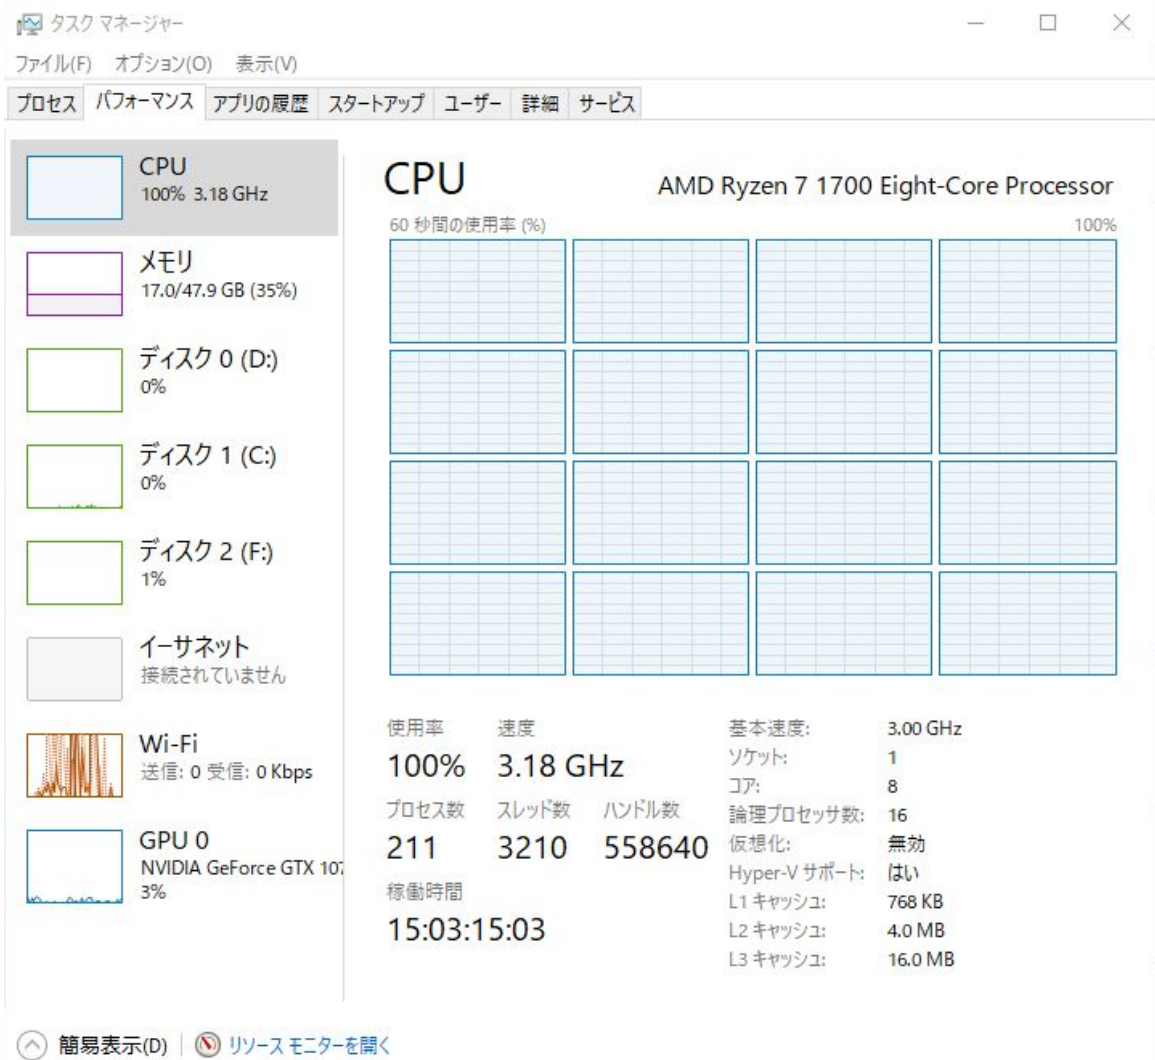 タスク マネージャー
ファイル(F) オプション(O) 表示(V)
プロセス パフォーマンス アプリの履歴 スタートアップ ユーザー 詳細 サービス
CPU
100% 3.18 GHz
メモリ
17.0/47.9 GB (35%)
ディスク 0 (D:)
0%
ディスク 1 (C:)
0%
ディスク 2 (F:)
1%
イーサネット
接続されていません
Wi-Fi
送信: 0 受信: 0 Kbps
GPU 0
NVIDIA GeForce GTX 107
3%
CPU AMD Ryzen 7 1700 Eight-Core Processor
60 秒間の使用率 (%) 100%
使用率 速度
100% 3.18 GHz
プロセス数 スレッド数 ハンドル数
211 3210 558640
稼働時間
15:03:15:03
基本速度: 3.00 GHz
ソケット: 1
コア: 8
論理プロセッサ数: 16
仮想化: 無効
Hyper-V サポート: はい
L1 キャッシュ: 768 KB
L2 キャッシュ: 4.0 MB
L3 キャッシュ: 16.0 MB
簡易表示(D) リソース モニターを開く